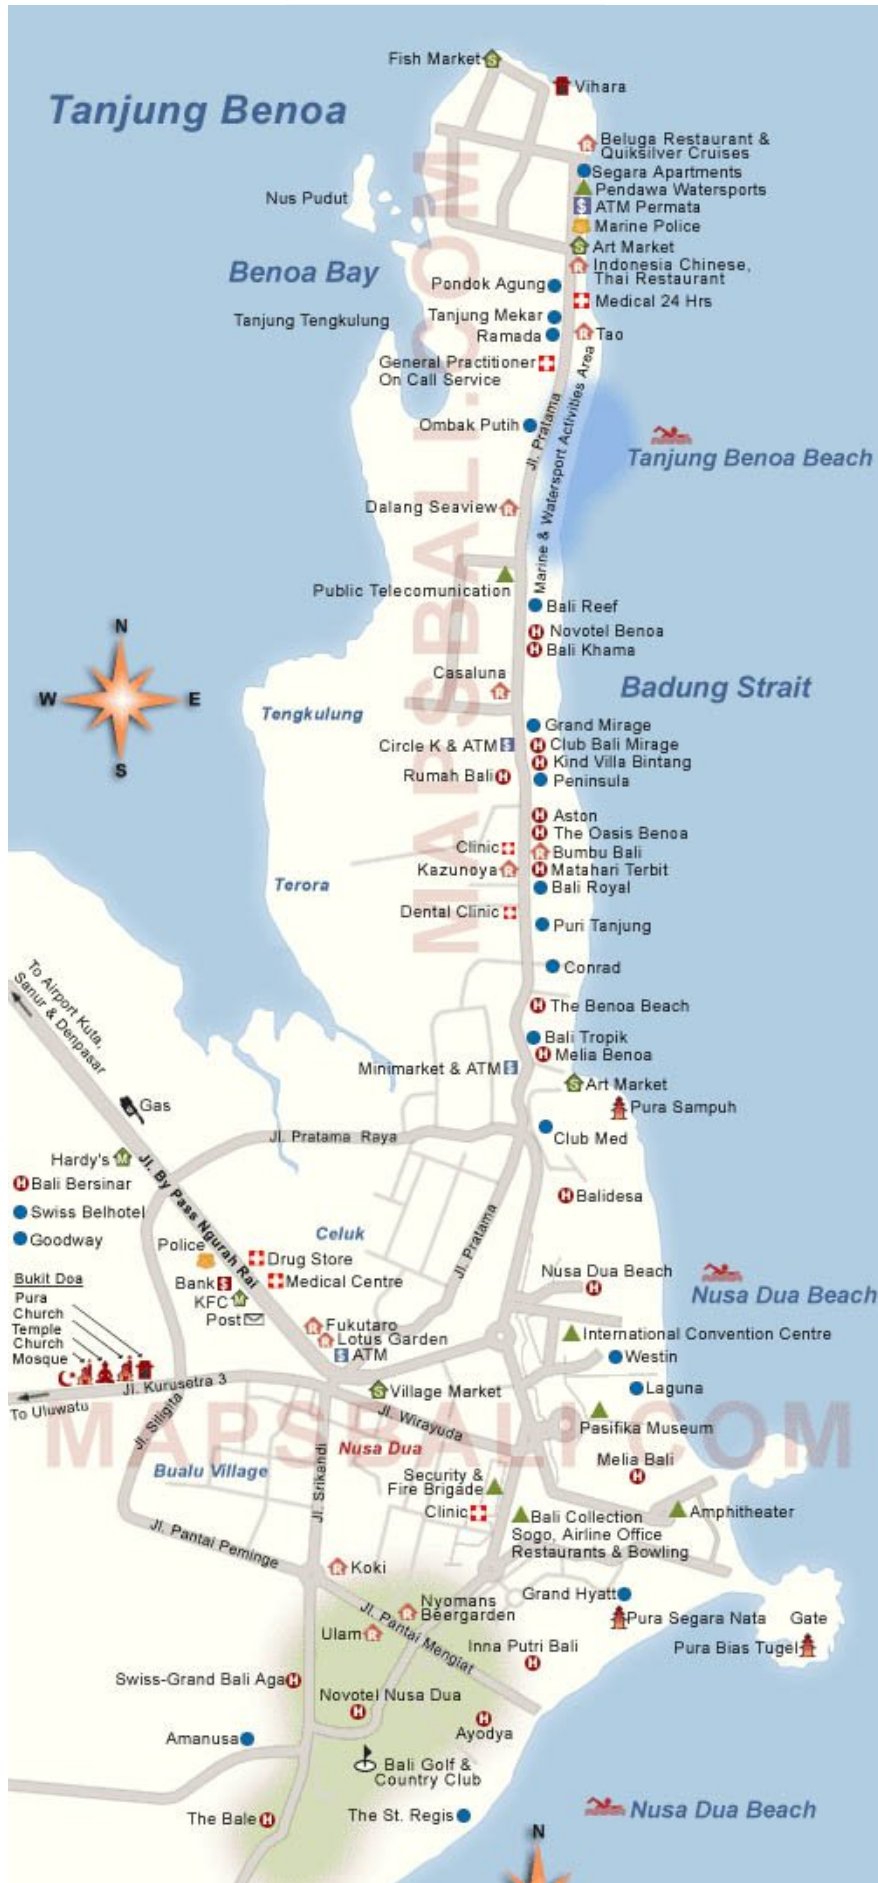 Fish Market
S
Vihara
Tanjung Benoa
Beluga Restaurant &
Quiksilver Cruises
Segara Apartments
Nus Pudut
Pendawa Watersports
ATM Permata
Marine Police
Art Market
Benoa Bay
Indonesia Chinese,
Thai Restaurant
Pondok Agung
Medical 24 Hrs
Tanjung Tengkulung
Tanjung Mekar
Ramada
Tao
General Practitioner
On Call Service
Marine & Watersport Activities Area
Jl. Pratama
Ombak Putih
Tanjung Benoa Beach
Dalang Seaview
Public Telecomunication
Bali Reef
N
W
E
S
Novotel Benoa
Bali Khama
Casaluna
Badung Strait
Tengkulung
Grand Mirage
Circle K & ATM
Club Bali Mirage
Kind Villa Bintang
Rumah Bali
Peninsula
Aston
The Oasis Benoa
Clinic
Bumbu Bali
Kazunoya
Matahari Terbit
Terora
Bali Royal
Dental Clinic
Puri Tanjung
MAPSBALI.COM
Conrad
To Airport Kuta,
Sanur & Denpasar
The Benoa Beach
Bali Tropik
Melia Benoa
Minimarket & ATM
Art Market
Gas
Pura Sampuh
Jl. Pratama Raya
Club Med
Hardy's
Jl. By Pass Ngurah Rai
Bali Bersinar
Balidesa
Swiss Belhotel
Goodway
Celuk
Police
Drug Store
Jl. Pratama
Bukit Doa
Bank
Medical Centre
Nusa Dua Beach
Nusa Dua Beach
Pura
Church
Temple
Church
Mosque
KFC
Post
Fukutaro
Lotus Garden
ATM
International Convention Centre
Westin
Jl. Kurusetra 3
To Uluwatu
Village Market
Laguna
Jl. Siligita
Jl. Wirayuda
Pasifika Museum
MAPSBALI.COM
Nusa Dua
Bualu Village
Jl. Srikandi
Melia Bali
Security &
Fire Brigade
Clinic
Bali Collection
Sogo, Airline Office
Restaurants & Bowling
Amphitheater
Jl. Pantai Peminge
Koki
Grand Hyatt
Nyomans
Beergarden
Pura Segara Nata
Gate
Ulam
Jl. Pantai Mengiat
Inna Putri Bali
Pura Bias Tugel
Swiss-Grand Bali Aga
Novotel Nusa Dua
Ayodya
Amanusa
Bali Golf &
Country Club
The Bale
The St. Regis
Nusa Dua Beach
N